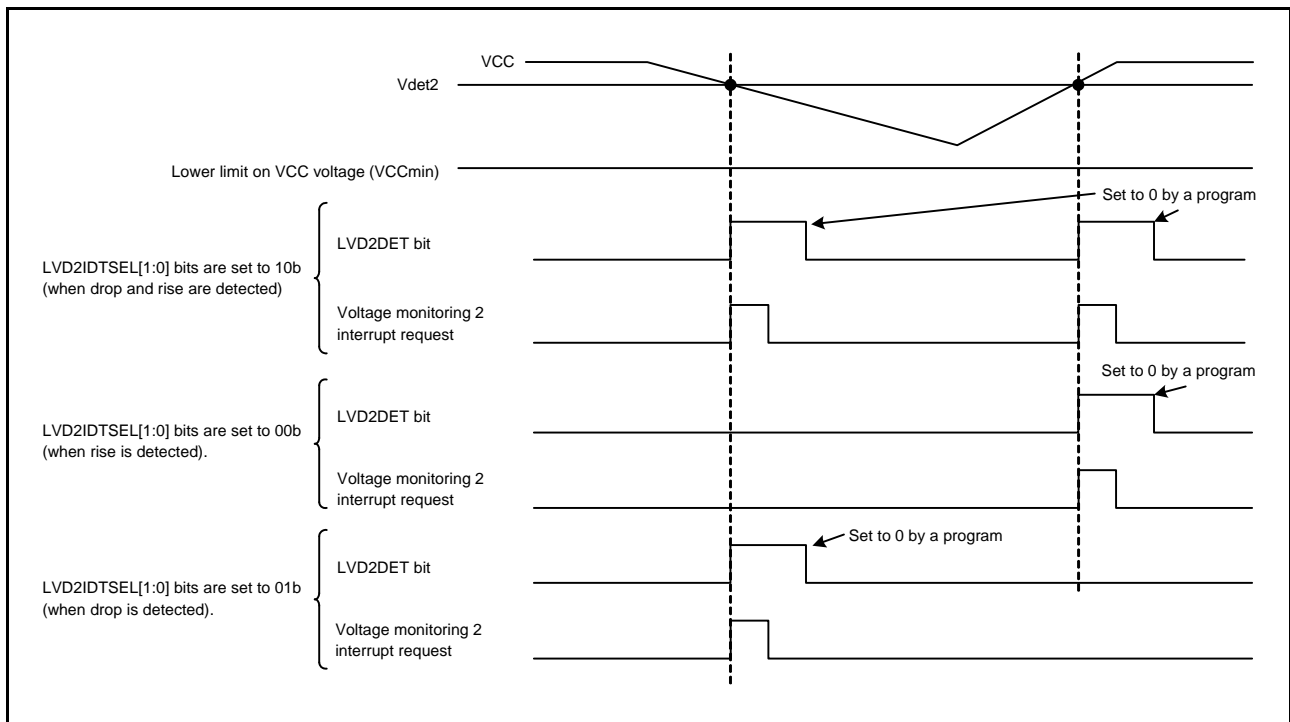 VCC
Vdet2
Lower limit on VCC voltage (VCCmin)
Set to 0 by a program
LVD2DET bit
LVD2IDTSEL[1:0] bits are set to 10b
(when drop and rise are detected)
Voltage monitoring 2
interrupt request
Set to 0 by a program
LVD2DET bit
LVD2IDTSEL[1:0] bits are set to 00b
(when rise is detected).
Voltage monitoring 2
interrupt request
Set to 0 by a program
LVD2DET bit
LVD2IDTSEL[1:0] bits are set to 01b
(when drop is detected).
Voltage monitoring 2
interrupt request